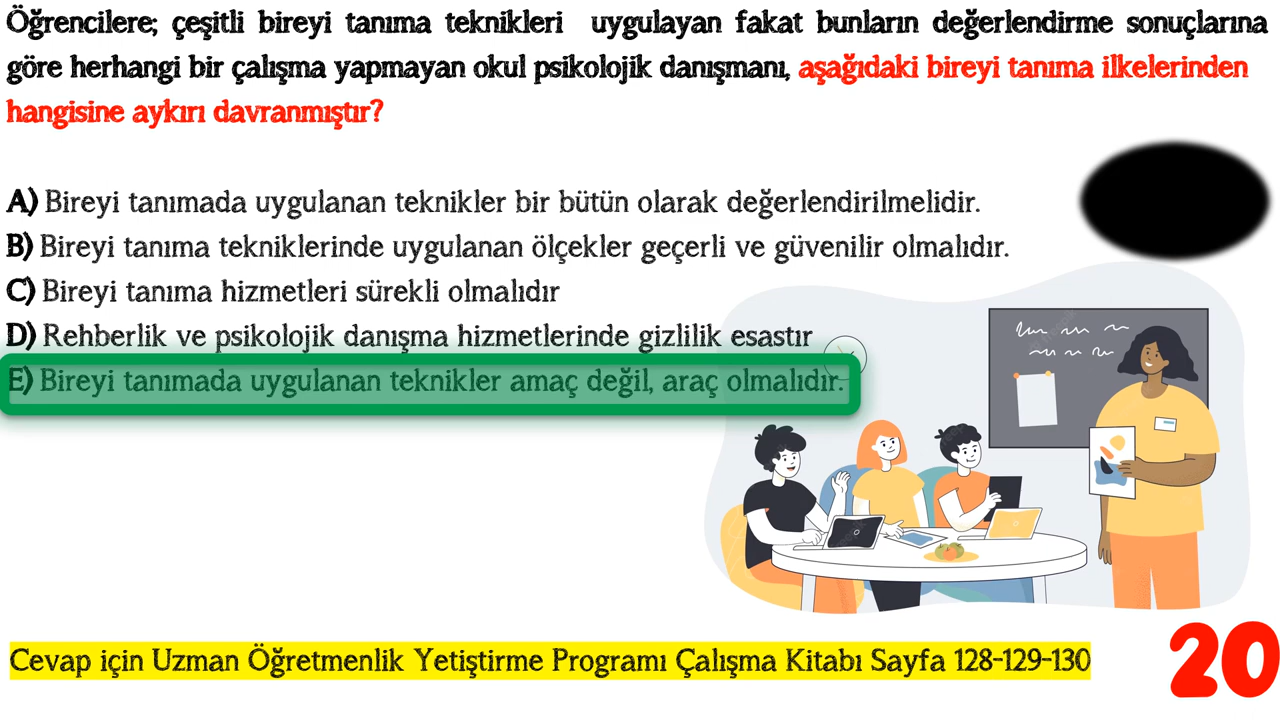 Öğrencilere; çeşitli bireyi tanıma teknikleri uygulayan fakat bunların değerlendirme sonuçlarına
göre herhangi bir çalışma yapmayan okul psikolojik danışmanı, aşağıdaki bireyi tanıma ilkelerinden
hangisine aykırı davranmıştır?
A) Bireyi tanımada uygulanan teknikler bir bütün olarak değerlendirilmelidir.
B) Bireyi tanıma tekniklerinde uygulanan ölçekler geçerli ve güvenilir olmalıdır.
C) Bireyi tanıma hizmetleri sürekli olmalıdır
D) Rehberlik ve psikolojik danışma hizmetlerinde gizlilik esastır
E) Bireyi tanımada uygulanan teknikler amaç değil, araç olmalıdır.
Cevap için Uzman Öğretmenlik Yetiştirme Programı Çalışma Kitabı Sayfa 128-129-130
20